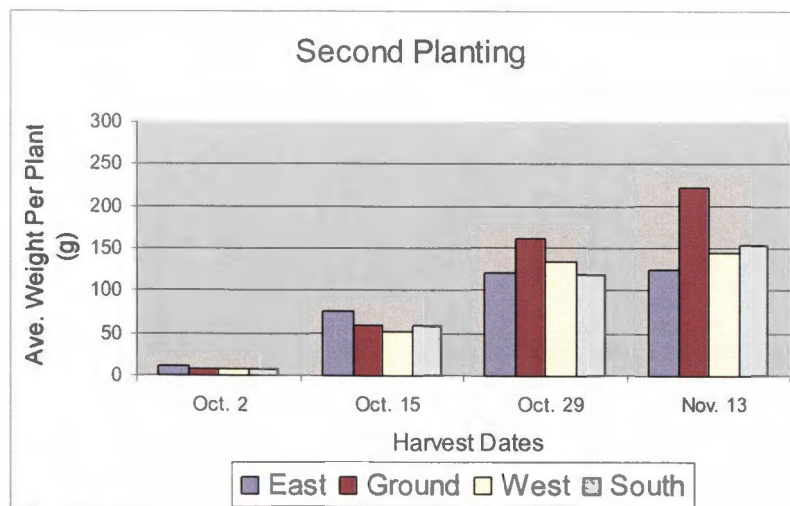 Second Planting
300
250
200
150
100
50
0
Ave. Weight Per Plant
(g)
Oct. 2 Oct. 15 Oct. 29 Nov. 13
Harvest Dates
East Ground West South